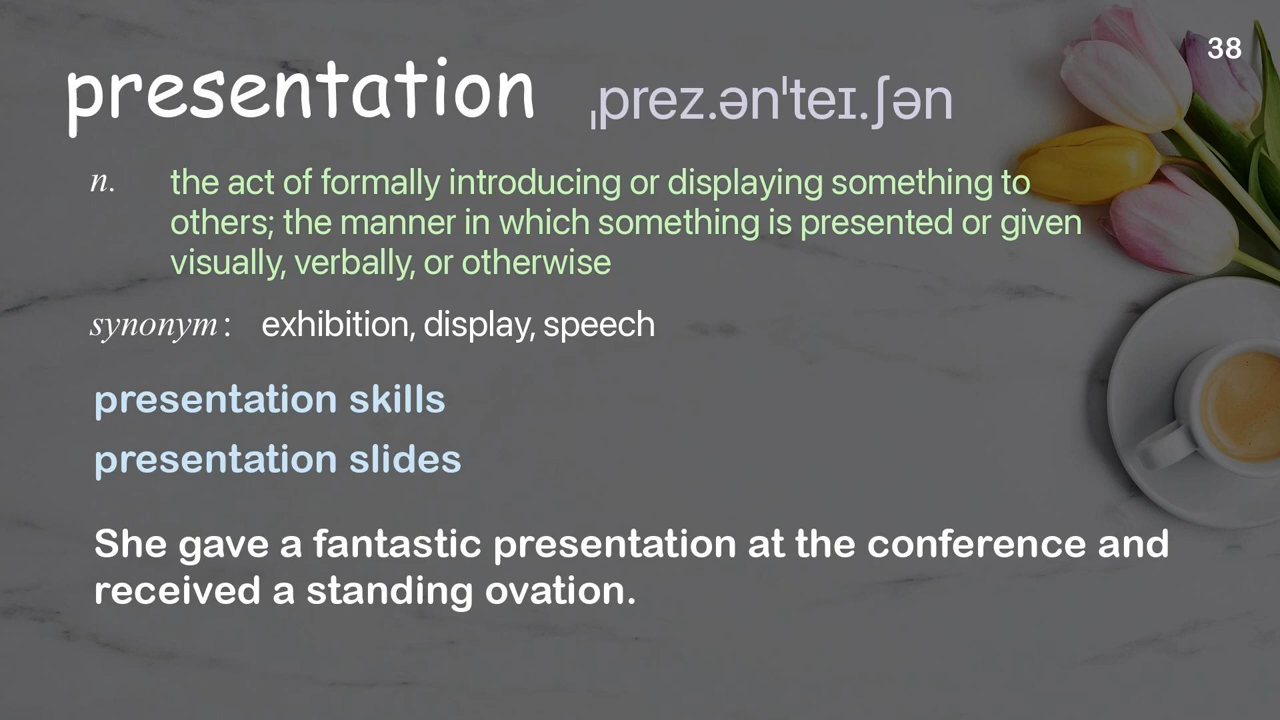 38
presentation ˌprez.ənˈteɪ.ʃən
n. the act of formally introducing or displaying something to
others; the manner in which something is presented or given
visually, verbally, or otherwise
synonym: exhibition, display, speech
presentation skills
presentation slides
She gave a fantastic presentation at the conference and
received a standing ovation.